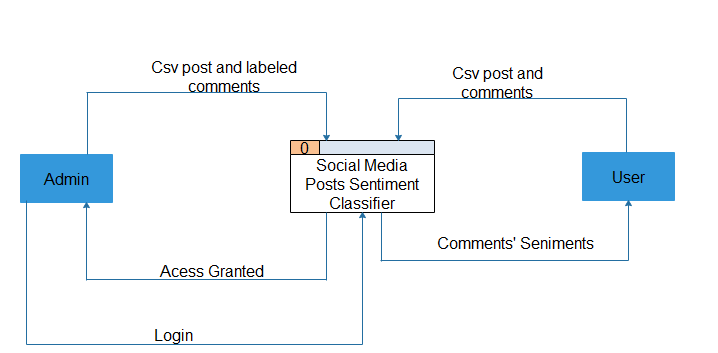 Csv post and labeled
comments
Csv post and
comments
0
Social Media
Posts Sentiment
Classifier
Admin
User
Comments' Seniments
Acess Granted
Login